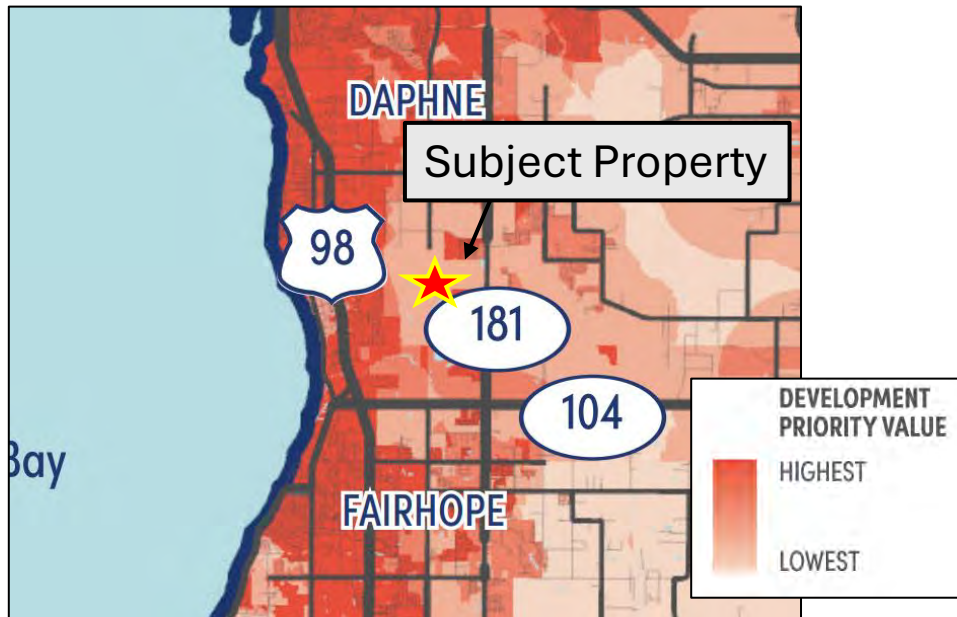 DAPHNE
Subject Property
98
181
104
DEVELOPMENT
PRIORITY VALUE
HIGHEST
LOWEST
Bay
FAIRHOPE